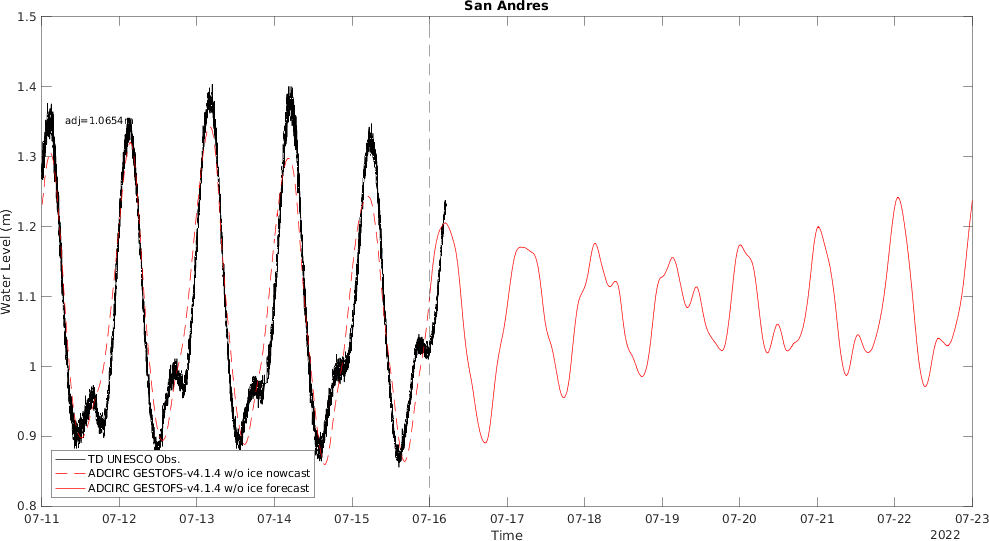 San Andres
1.5
1.4
1.3
1.2
1.1
1
0.9
0.8
Water Level (m)
adj=1.0654m
TD UNESCO Obs.
ADCIRC GESTOFS-v4.1.4 w/o ice nowcast
ADCIRC GESTOFS-v4.1.4 w/o ice forecast
07-11 07-12 07-13 07-14 07-15 07-16 07-17 07-18 07-19 07-20 07-21 07-22 07-23
Time
2022